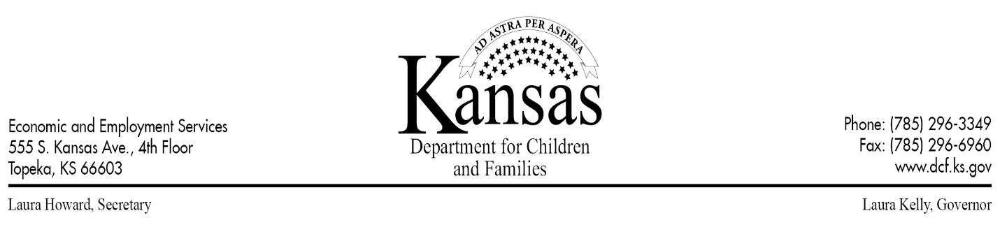 AD ASTRA PER ASPERA
Kansas
Department for Children
and Families
Economic and Employment Services
555 S. Kansas Ave., 4th Floor
Topeka, KS 66603
Phone: (785) 296-3349
Fax: (785) 296-6960
www.dcf.ks.gov
Laura Howard, Secretary
Laura Kelly, Governor